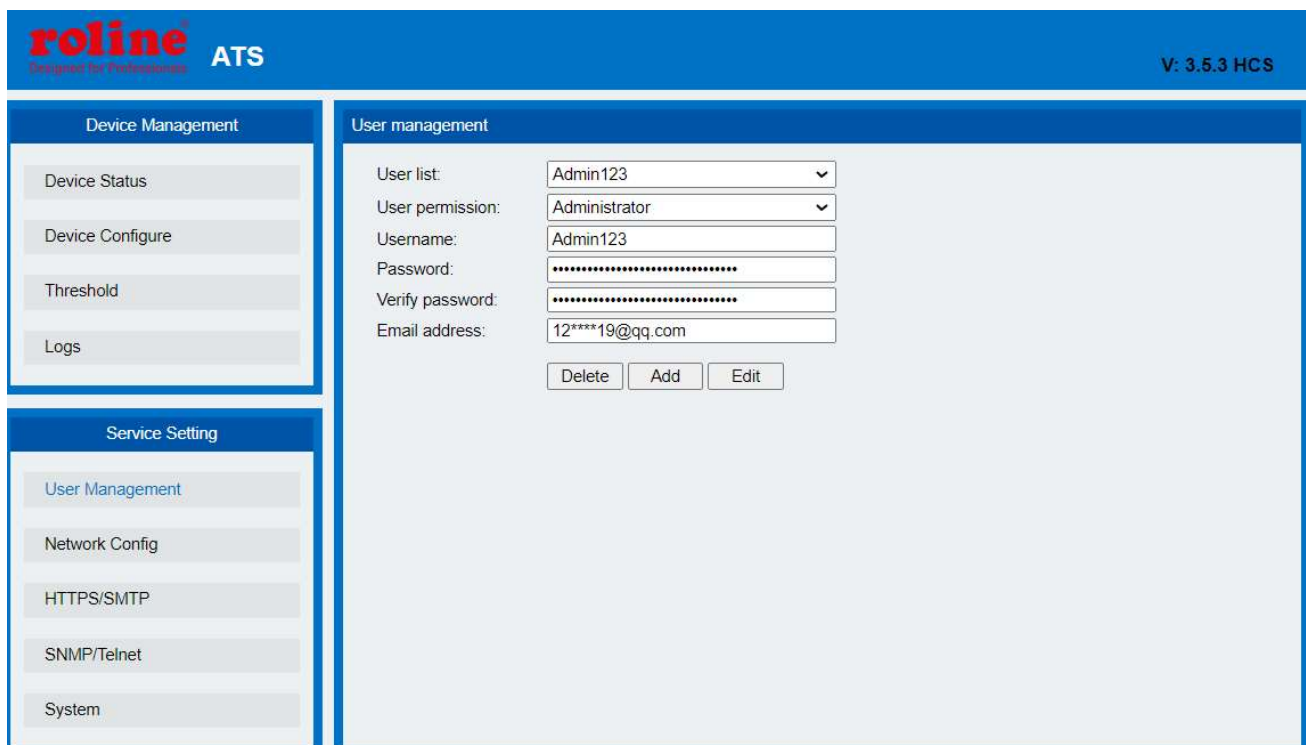 roline®
Designed for Professionals
ATS
V: 3.5.3 HCS
Device Management
Device Status
Device Configure
Threshold
Logs
Service Setting
User Management
Network Config
HTTPS/SMTP
SNMP/Telnet
System
User management
User list: Admin123
User permission: Administrator
Username: Admin123
Password: ••••••••••••••••••••••••••••••••
Verify password: ••••••••••••••••••••••••••••••••
Email address: 12****19@qq.com
Delete Add Edit